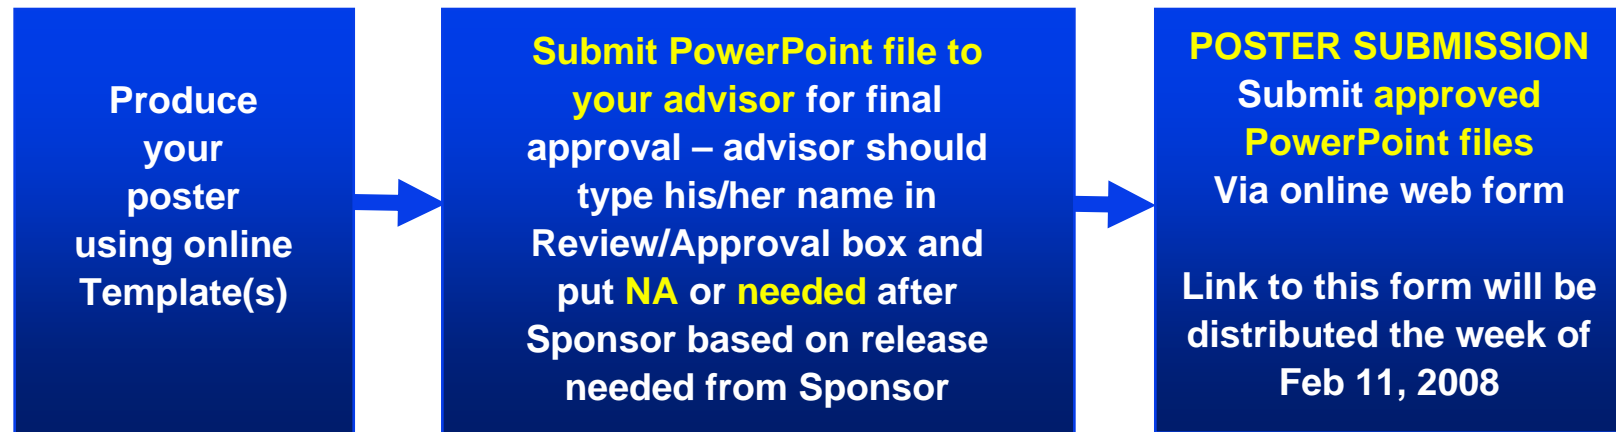 Produce
your
poster
using online
Template(s)
Submit PowerPoint file to
your advisor for final
approval – advisor should
type his/her name in
Review/Approval box and
put NA or needed after
Sponsor based on release
needed from Sponsor
POSTER SUBMISSION
Submit approved
PowerPoint files
Via online web form
Link to this form will be
distributed the week of
Feb 11, 2008